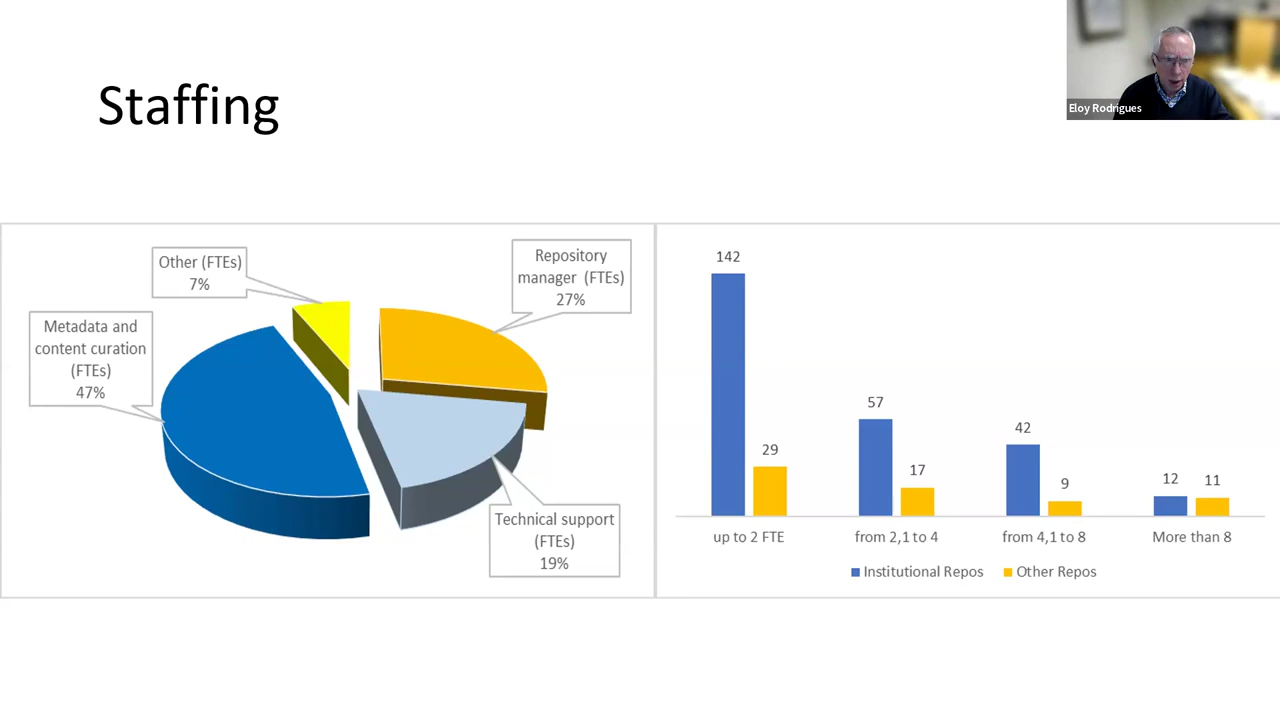 Eloy Rodrigues
Staffing
Other (FTEs)
7%
Repository
manager (FTEs)
27%
Metadata and
content curation
(FTEs)
47%
Technical support
(FTEs)
19%
142
29
57
17
42
9
12
11
up to 2 FTE
from 2,1 to 4
from 4,1 to 8
More than 8
Institutional Repos
Other Repos